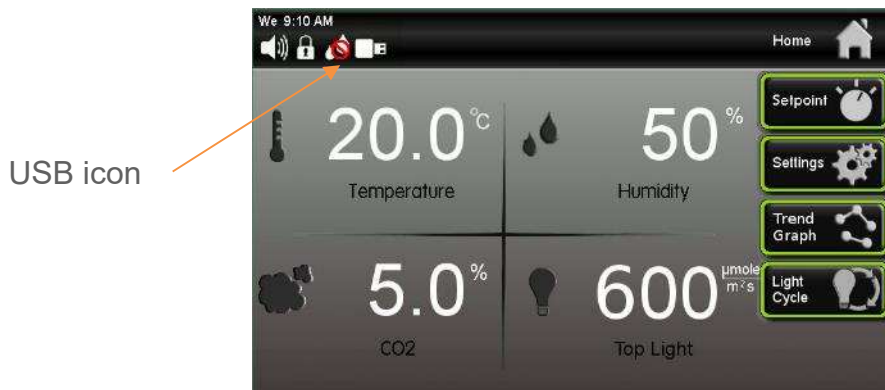 We 9:10 AM
Home
USB icon
20.0 °C
Temperature
50 %
Humidity
5.0 %
CO2
600 µmole
m²s
Top Light
Setpoint
Settings
Trend
Graph
Light
Cycle